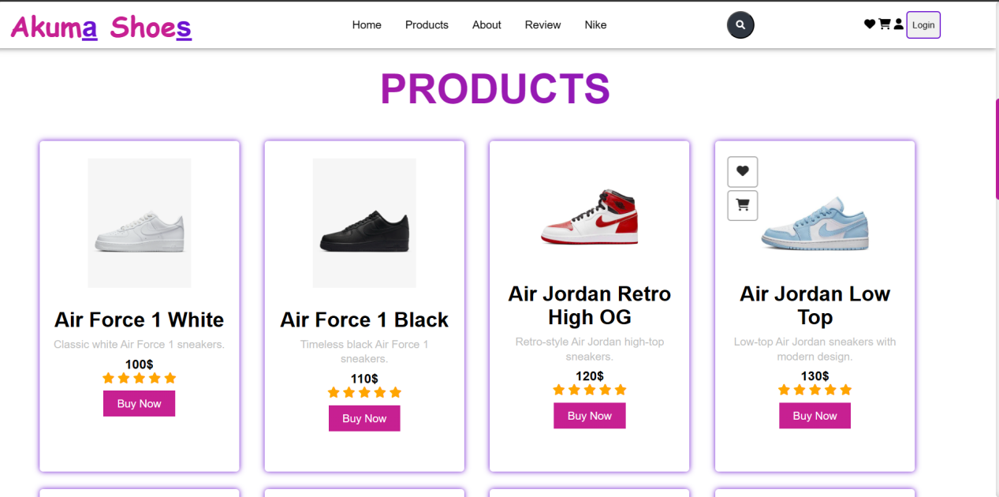 Akuma Shoes
Home Products About Review Nike
Login
PRODUCTS
Air Force 1 White
Classic white Air Force 1 sneakers.
100$
Buy Now
Air Force 1 Black
Timeless black Air Force 1
sneakers.
110$
Buy Now
Air Jordan Retro
High OG
Retro-style Air Jordan high-top
sneakers.
120$
Buy Now
Air Jordan Low
Top
Low-top Air Jordan sneakers with
modern design.
130$
Buy Now